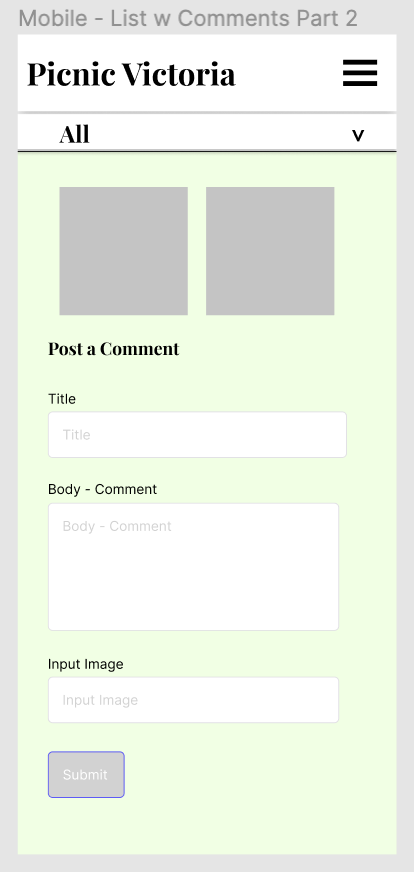 Mobile - List w Comments Part 2
Picnic Victoria
All
v
Post a Comment
Title
Title
Body - Comment
Body - Comment
Input Image
Input Image
Submit